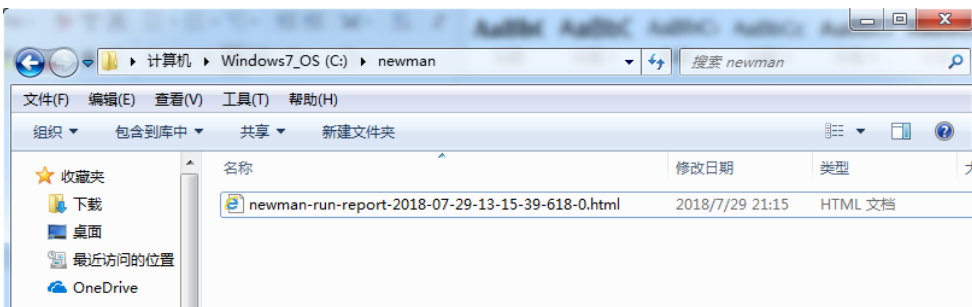 计算机 Windows7_OS (C:) newman 搜索 newman
文件(F) 编辑(E) 查看(V) 工具(T) 帮助(H)
组织 包含到库中 共享 新建文件夹
收藏夹 名称 修改日期 类型
下载 newman-run-report-2018-07-29-13-15-39-618-0.html 2018/7/29 21:15 HTML 文档
桌面
最近访问的位置
OneDrive